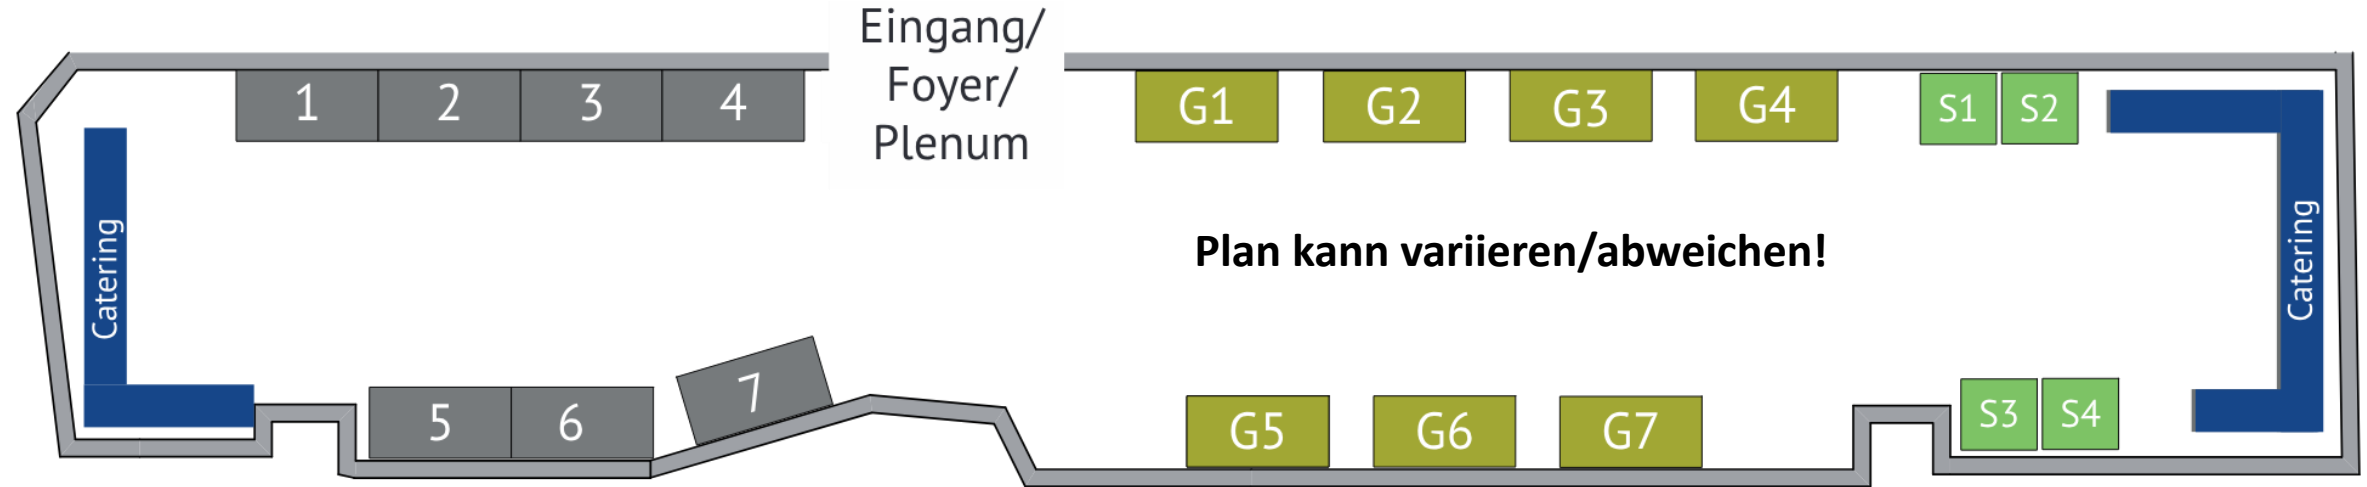 Eingang/
Foyer/
Plenum
1 2 3 4
G1 G2 G3 G4
S1 S2
Catering
Plan kann variieren/abweichen!
Catering
5 6 7
G5 G6 G7
S3 S4